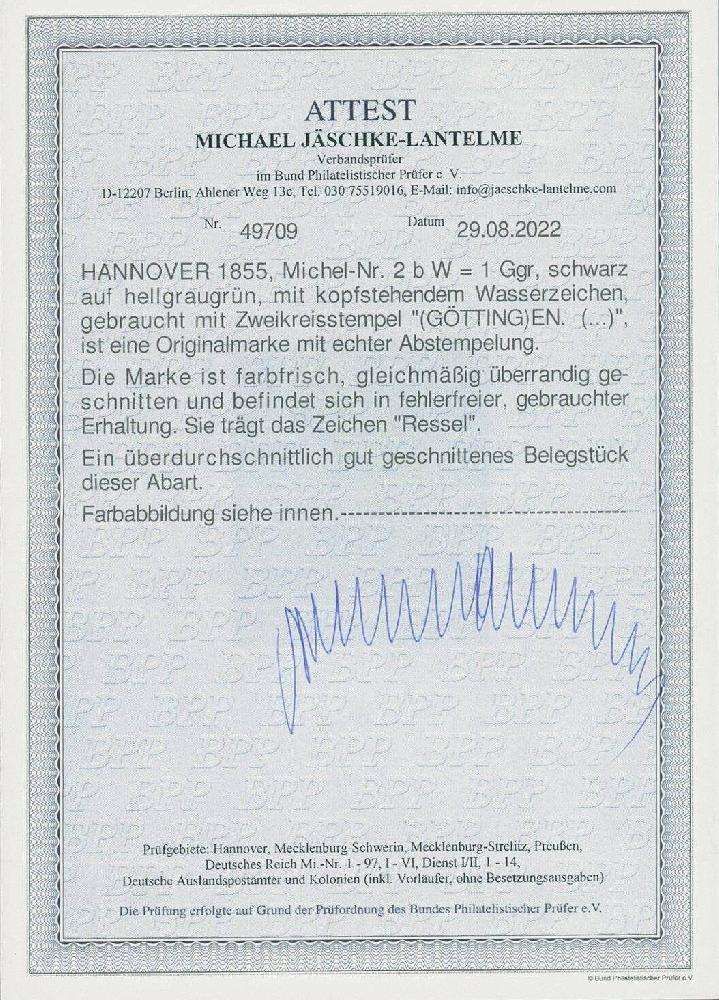 ATTEST
MICHAEL JÄSCHKE-LANTELME
Verbandsprüfer
im Bund Philatelistischer Prüfer e. V.
D-12207 Berlin, Ahlener Weg 13c, Tel. 030 75519016, E-Mail: info@jaeschke-lantelme.com
Nr. 49709 Datum 29.08.2022
HANNOVER 1855, Michel-Nr. 2 b W = 1 Ggr, schwarz
auf hellgraugrün, mit kopfstehendem Wasserzeichen,
gebraucht mit Zweikreisstempel "(GÖTTING)EN. (...)",
ist eine Originalmarke mit echter Abstempelung.
Die Marke ist farbfrisch, gleichmäßig überrandig ge-
schnitten und befindet sich in fehlerfreier, gebrauchter
Erhaltung. Sie trägt das Zeichen "Ressel".
Ein überdurchschnittlich gut geschnittenes Belegstück
dieser Abart.
Farbabbildung siehe innen.--------------------------------------
Prüfgebiete: Hannover, Mecklenburg Schwerin, Mecklenburg-Strelitz, Preußen,
Deutsches Reich Mi.-Nr. 1 - 97, I - VI, Dienst I/II, 1 - 14,
Deutsche Auslandspostämter und Kolonien (inkl. Vorläufer, ohne Besetzungsausgaben)
Die Prüfung erfolgte auf Grund der Prüfordnung des Bundes Philatelistischer Prüfer e.V.
© Bund Philatelistischer Prüfer e.V.